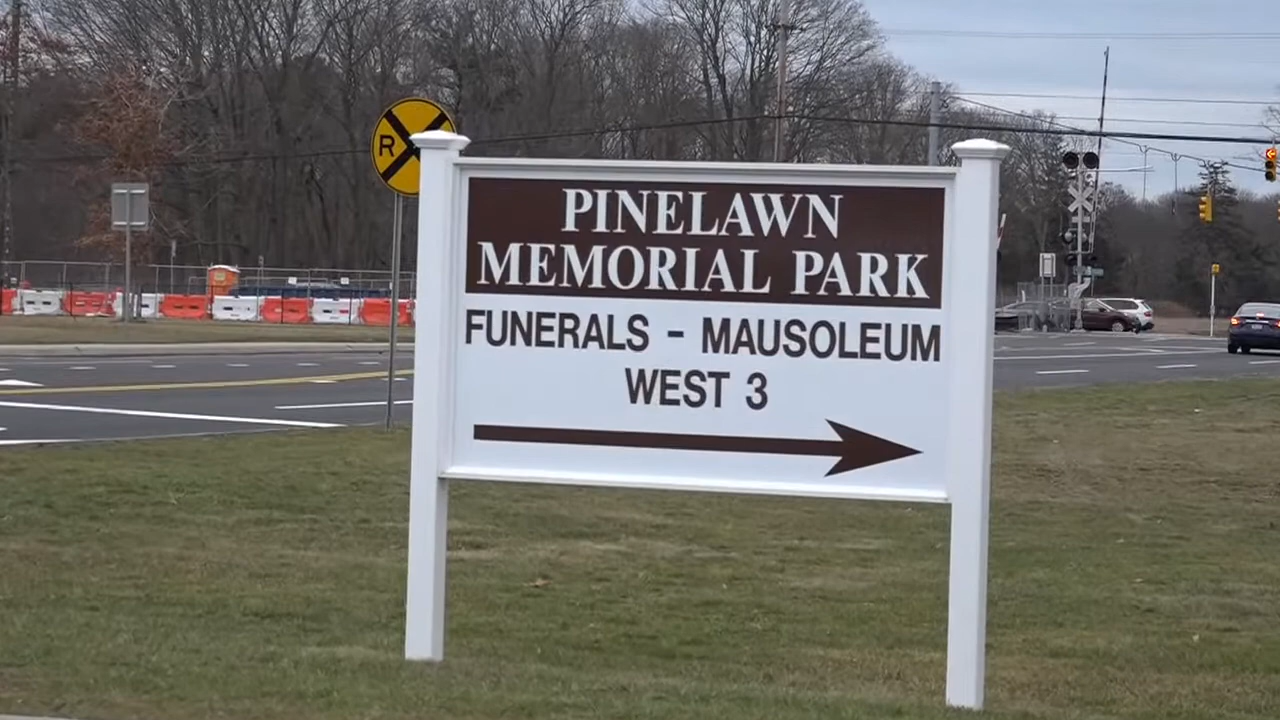 R
PINELAWN
MEMORIAL PARK
FUNERALS - MAUSOLEUM
WEST 3